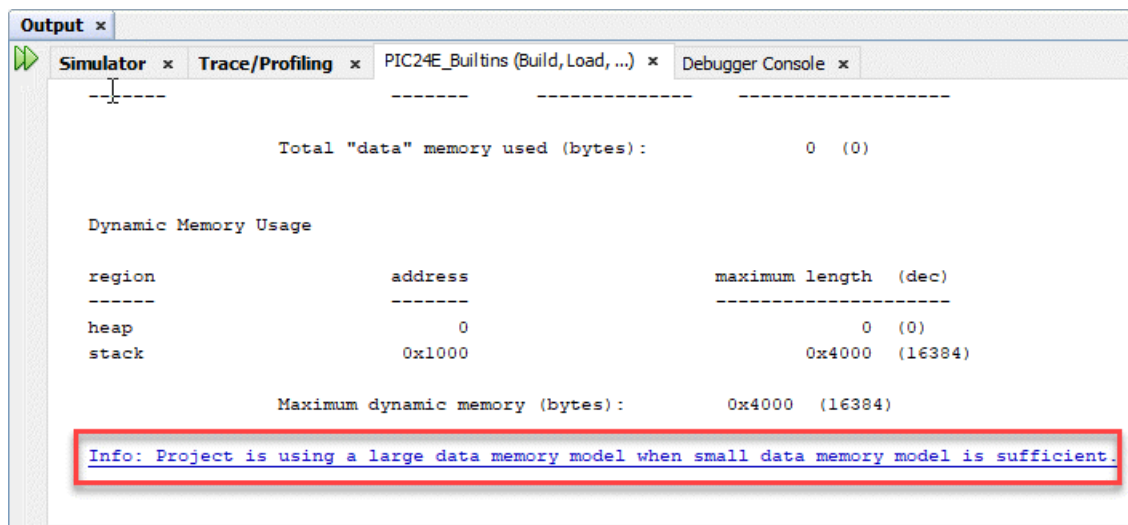 Output ×
Simulator × Trace/Profiling × PIC24E_Builtins (Build, Load, ...) × Debugger Console ×
------- ------- -------------- -------------------
Total "data" memory used (bytes): 0 (0)
Dynamic Memory Usage
region address maximum length (dec)
------ ------- ---------------------
heap 0 0 (0)
stack 0x1000 0x4000 (16384)
Maximum dynamic memory (bytes): 0x4000 (16384)
Info: Project is using a large data memory model when small data memory model is sufficient.